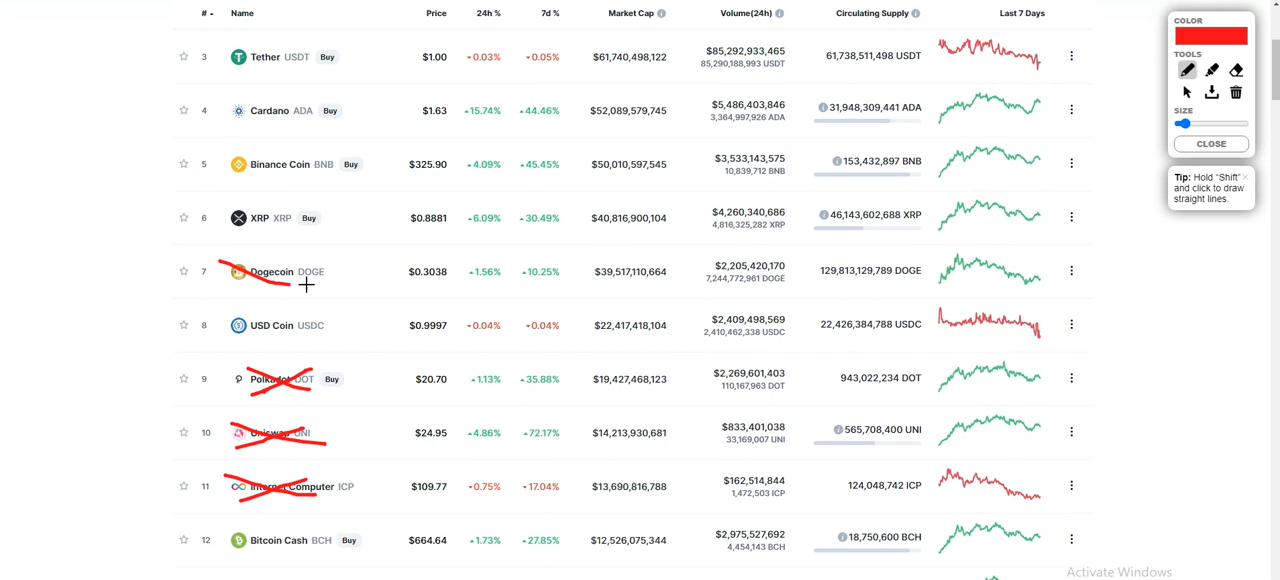 # Name Price 24h % 7d % Market Cap Volume(24h) Circulating Supply Last 7 Days
3 Tether USDT Buy $1.00 0.03% 0.05% $61,740,498,122 $85,292,933,465 61,738,511,498 USDT
85,290,188,993 USDT
4 Cardano ADA Buy $1.63 15.74% 44.46% $52,089,579,745 $5,486,403,846 31,948,309,441 ADA
3,364,997,926 ADA
5 Binance Coin BNB Buy $325.90 4.09% 45.45% $50,010,597,545 $3,533,143,575 153,432,897 BNB
10,839,712 BNB
6 XRP XRP Buy $0.8881 6.09% 30.49% $40,816,900,104 $4,260,340,686 46,143,602,688 XRP
4,816,325,282 XRP
7 Dogecoin DOGE $0.3038 1.56% 10.25% $39,517,110,664 $2,205,420,170 129,813,129,789 DOGE
7,244,772,961 DOGE
8 USD Coin USDC $0.9997 0.04% 0.04% $22,417,418,104 $2,409,498,569 22,426,384,788 USDC
2,410,462,338 USDC
9 Polkadot DOT Buy $20.70 1.13% 35.88% $19,427,468,123 $2,269,601,403 943,022,234 DOT
110,167,963 DOT
10 Uniswap UNI $24.95 4.86% 72.17% $14,213,930,681 $833,401,038 565,708,400 UNI
33,169,007 UNI
11 Internet Computer ICP $109.77 0.75% 17.04% $13,690,816,788 $162,514,844 124,048,742 ICP
1,472,503 ICP
12 Bitcoin Cash BCH Buy $664.64 1.73% 27.85% $12,526,075,344 $2,975,527,692 18,750,600 BCH
4,454,143 BCH
COLOR
TOOLS
SIZE
CLOSE
Tip: Hold "Shift"
and click to draw
straight lines.
Activate Windows